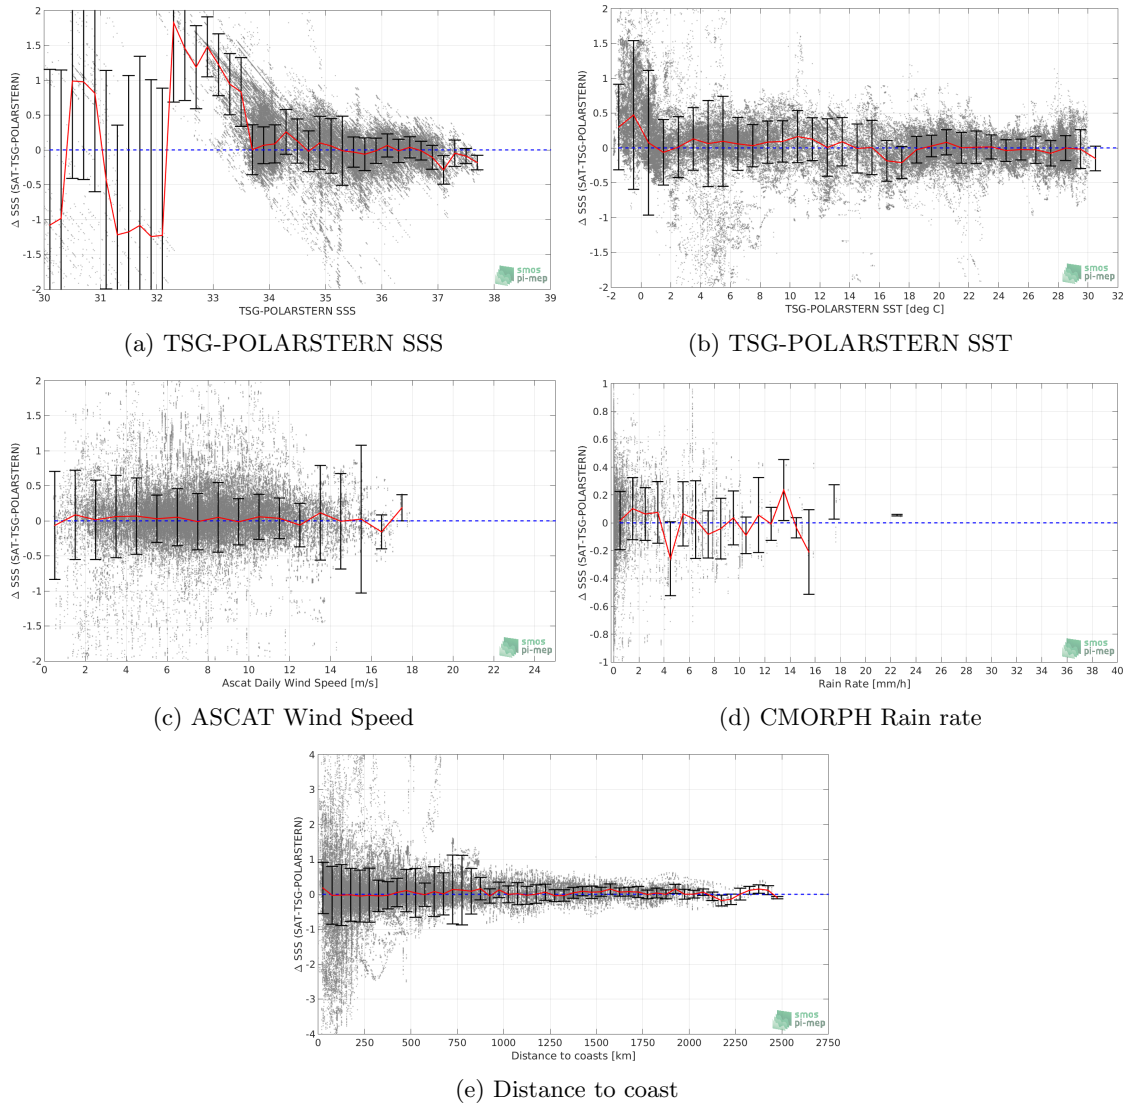 Δ SSS (SAT-TSG-POLARSTERN)
2
1.5
1
0.5
0
-0.5
-1
-1.5
-2
30 31 32 33 34 35 36 37 38 39
TSG-POLARSTERN SSS
smos
pi-mep
(a) TSG-POLARSTERN SSS
Δ SSS (SAT-TSG-POLARSTERN)
2
1.5
1
0.5
0
-0.5
-1
-1.5
-2
-2 0 2 4 6 8 10 12 14 16 18 20 22 24 26 28 30 32
TSG-POLARSTERN SST [deg C]
smos
pi-mep
(b) TSG-POLARSTERN SST
Δ SSS (SAT-TSG-POLARSTERN)
2
1.5
1
0.5
0
-0.5
-1
-1.5
-2
0 2 4 6 8 10 12 14 16 18 20 22 24
Ascat Daily Wind Speed [m/s]
smos
pi-mep
(c) ASCAT Wind Speed
Δ SSS (SAT-TSG-POLARSTERN)
1
0.8
0.6
0.4
0.2
0
-0.2
-0.4
-0.6
-0.8
-1
0 2 4 6 8 10 12 14 16 18 20 22 24 26 28 30 32 34 36 38 40
Rain Rate [mm/h]
smos
pi-mep
(d) CMORPH Rain rate
Δ SSS (SAT-TSG-POLARSTERN)
4
3
2
1
0
-1
-2
-3
-4
0 250 500 750 1000 1250 1500 1750 2000 2250 2500 2750
Distance to coasts [km]
smos
pi-mep
(e) Distance to coast